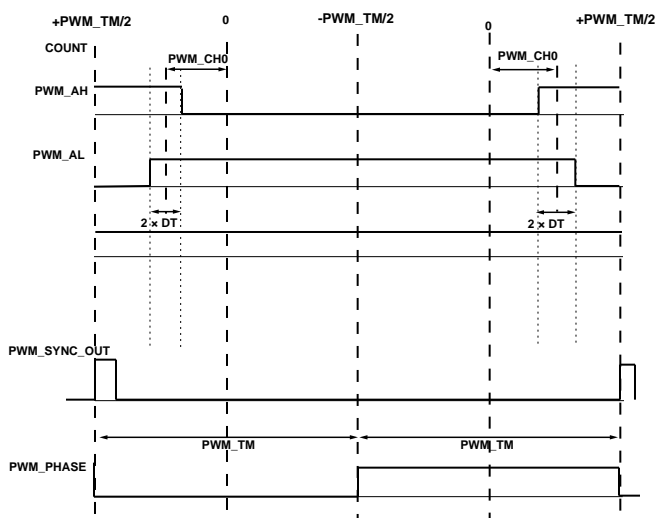 +PWM_TM/2 0 -PWM_TM/2 0 +PWM_TM/2
COUNT
PWM_CH0 PWM_CH0
PWM_AH
PWM_AL
2 × DT 2 × DT
PWM_SYNC_OUT
PWM_TM PWM_TM
PWM_PHASE